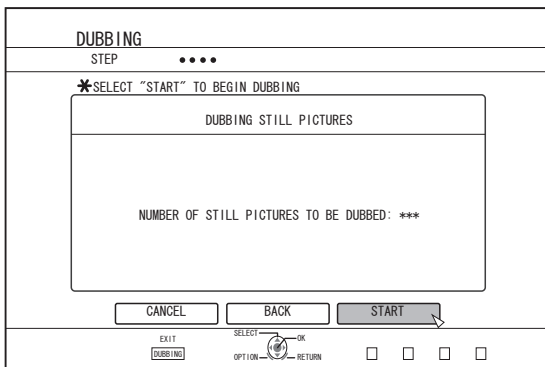 DUBBING
STEP ••••
*SELECT "START" TO BEGIN DUBBING
DUBBING STILL PICTURES
NUMBER OF STILL PICTURES TO BE DUBBED: ***
CANCEL BACK START
EXIT SELECT OK
DUBBING OPTION RETURN